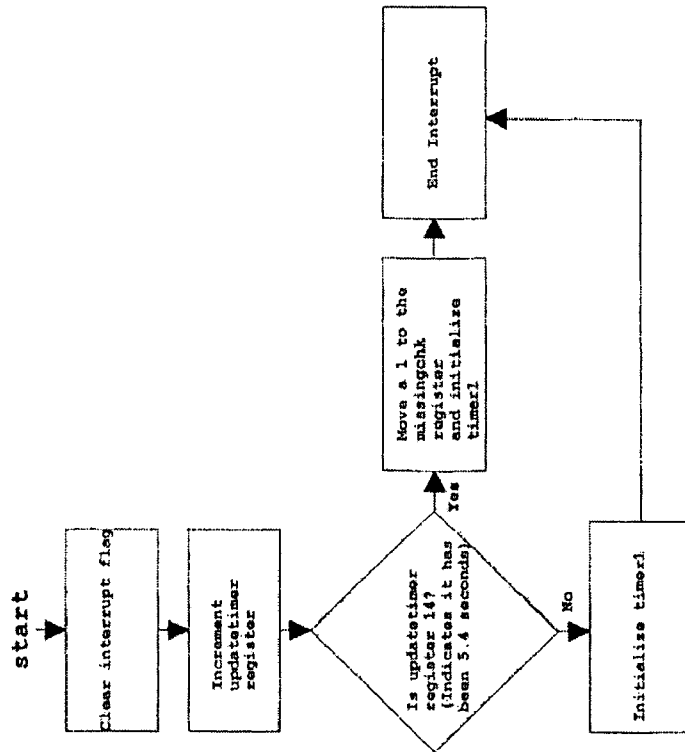 start
Clear interrupt flag
Increment
updatetimer
register
Is updatetimer
register 14?
(Indicates it has
been 5.4 seconds)
Yes
Move a 1 to the
missingchk
register
and initialize
timer1
End Interrupt
No
Initialize timer1